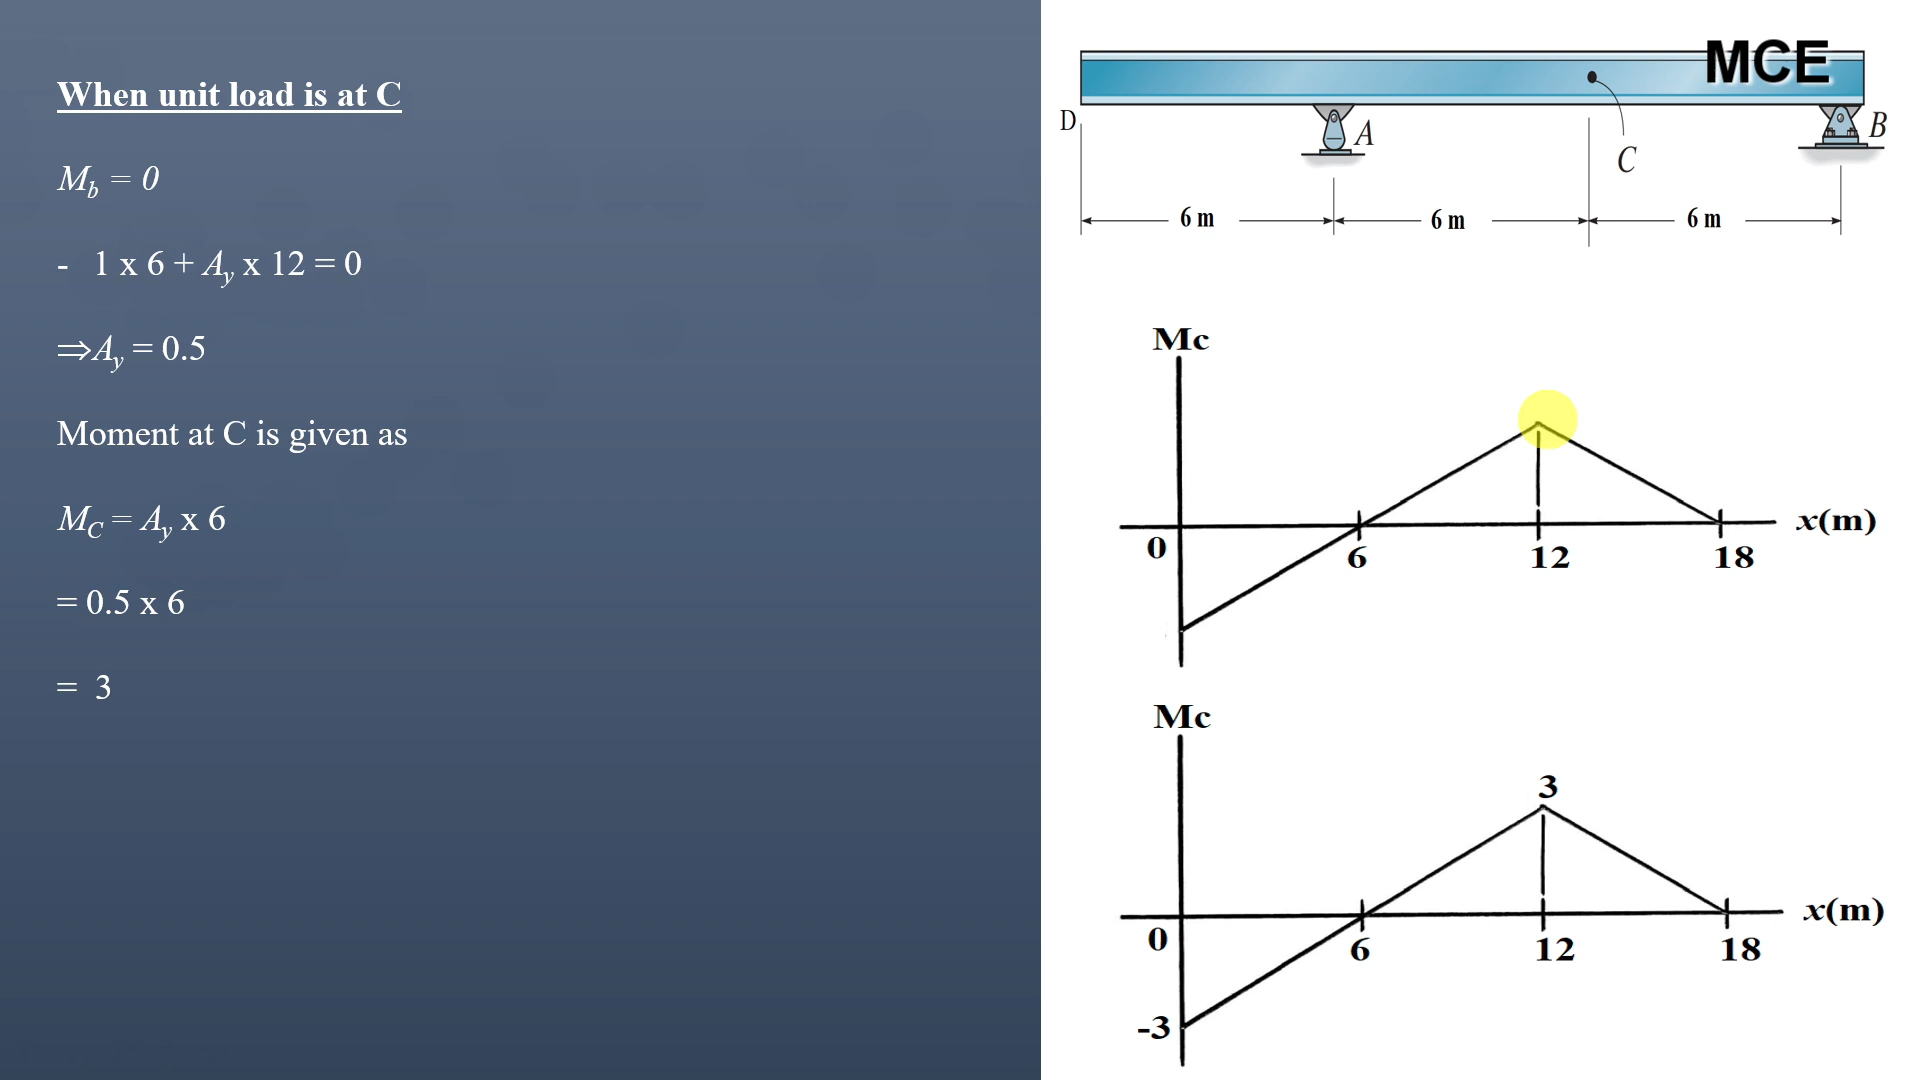 When unit load is at C
M_b = 0
- 1 x 6 + A_y x 12 = 0
⇒A_y = 0.5
Moment at C is given as
M_C = A_y x 6
= 0.5 x 6
= 3
MCE
D
A
C
B
6 m
6 m
6 m
Mc
0
6
12
18
x(m)
Mc
3
0
6
12
18
x(m)
-3